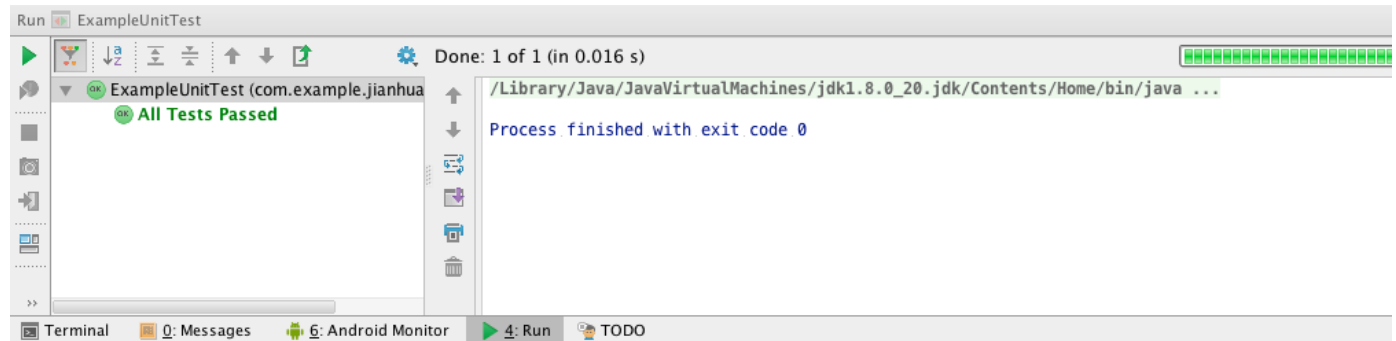 Run ExampleUnitTest
Done: 1 of 1 (in 0.016 s)
ExampleUnitTest (com.example.jianhua
All Tests Passed
/Library/Java/JavaVirtualMachines/jdk1.8.0_20.jdk/Contents/Home/bin/java ...
Process finished with exit code 0
Terminal 0: Messages 6: Android Monitor 4: Run TODO